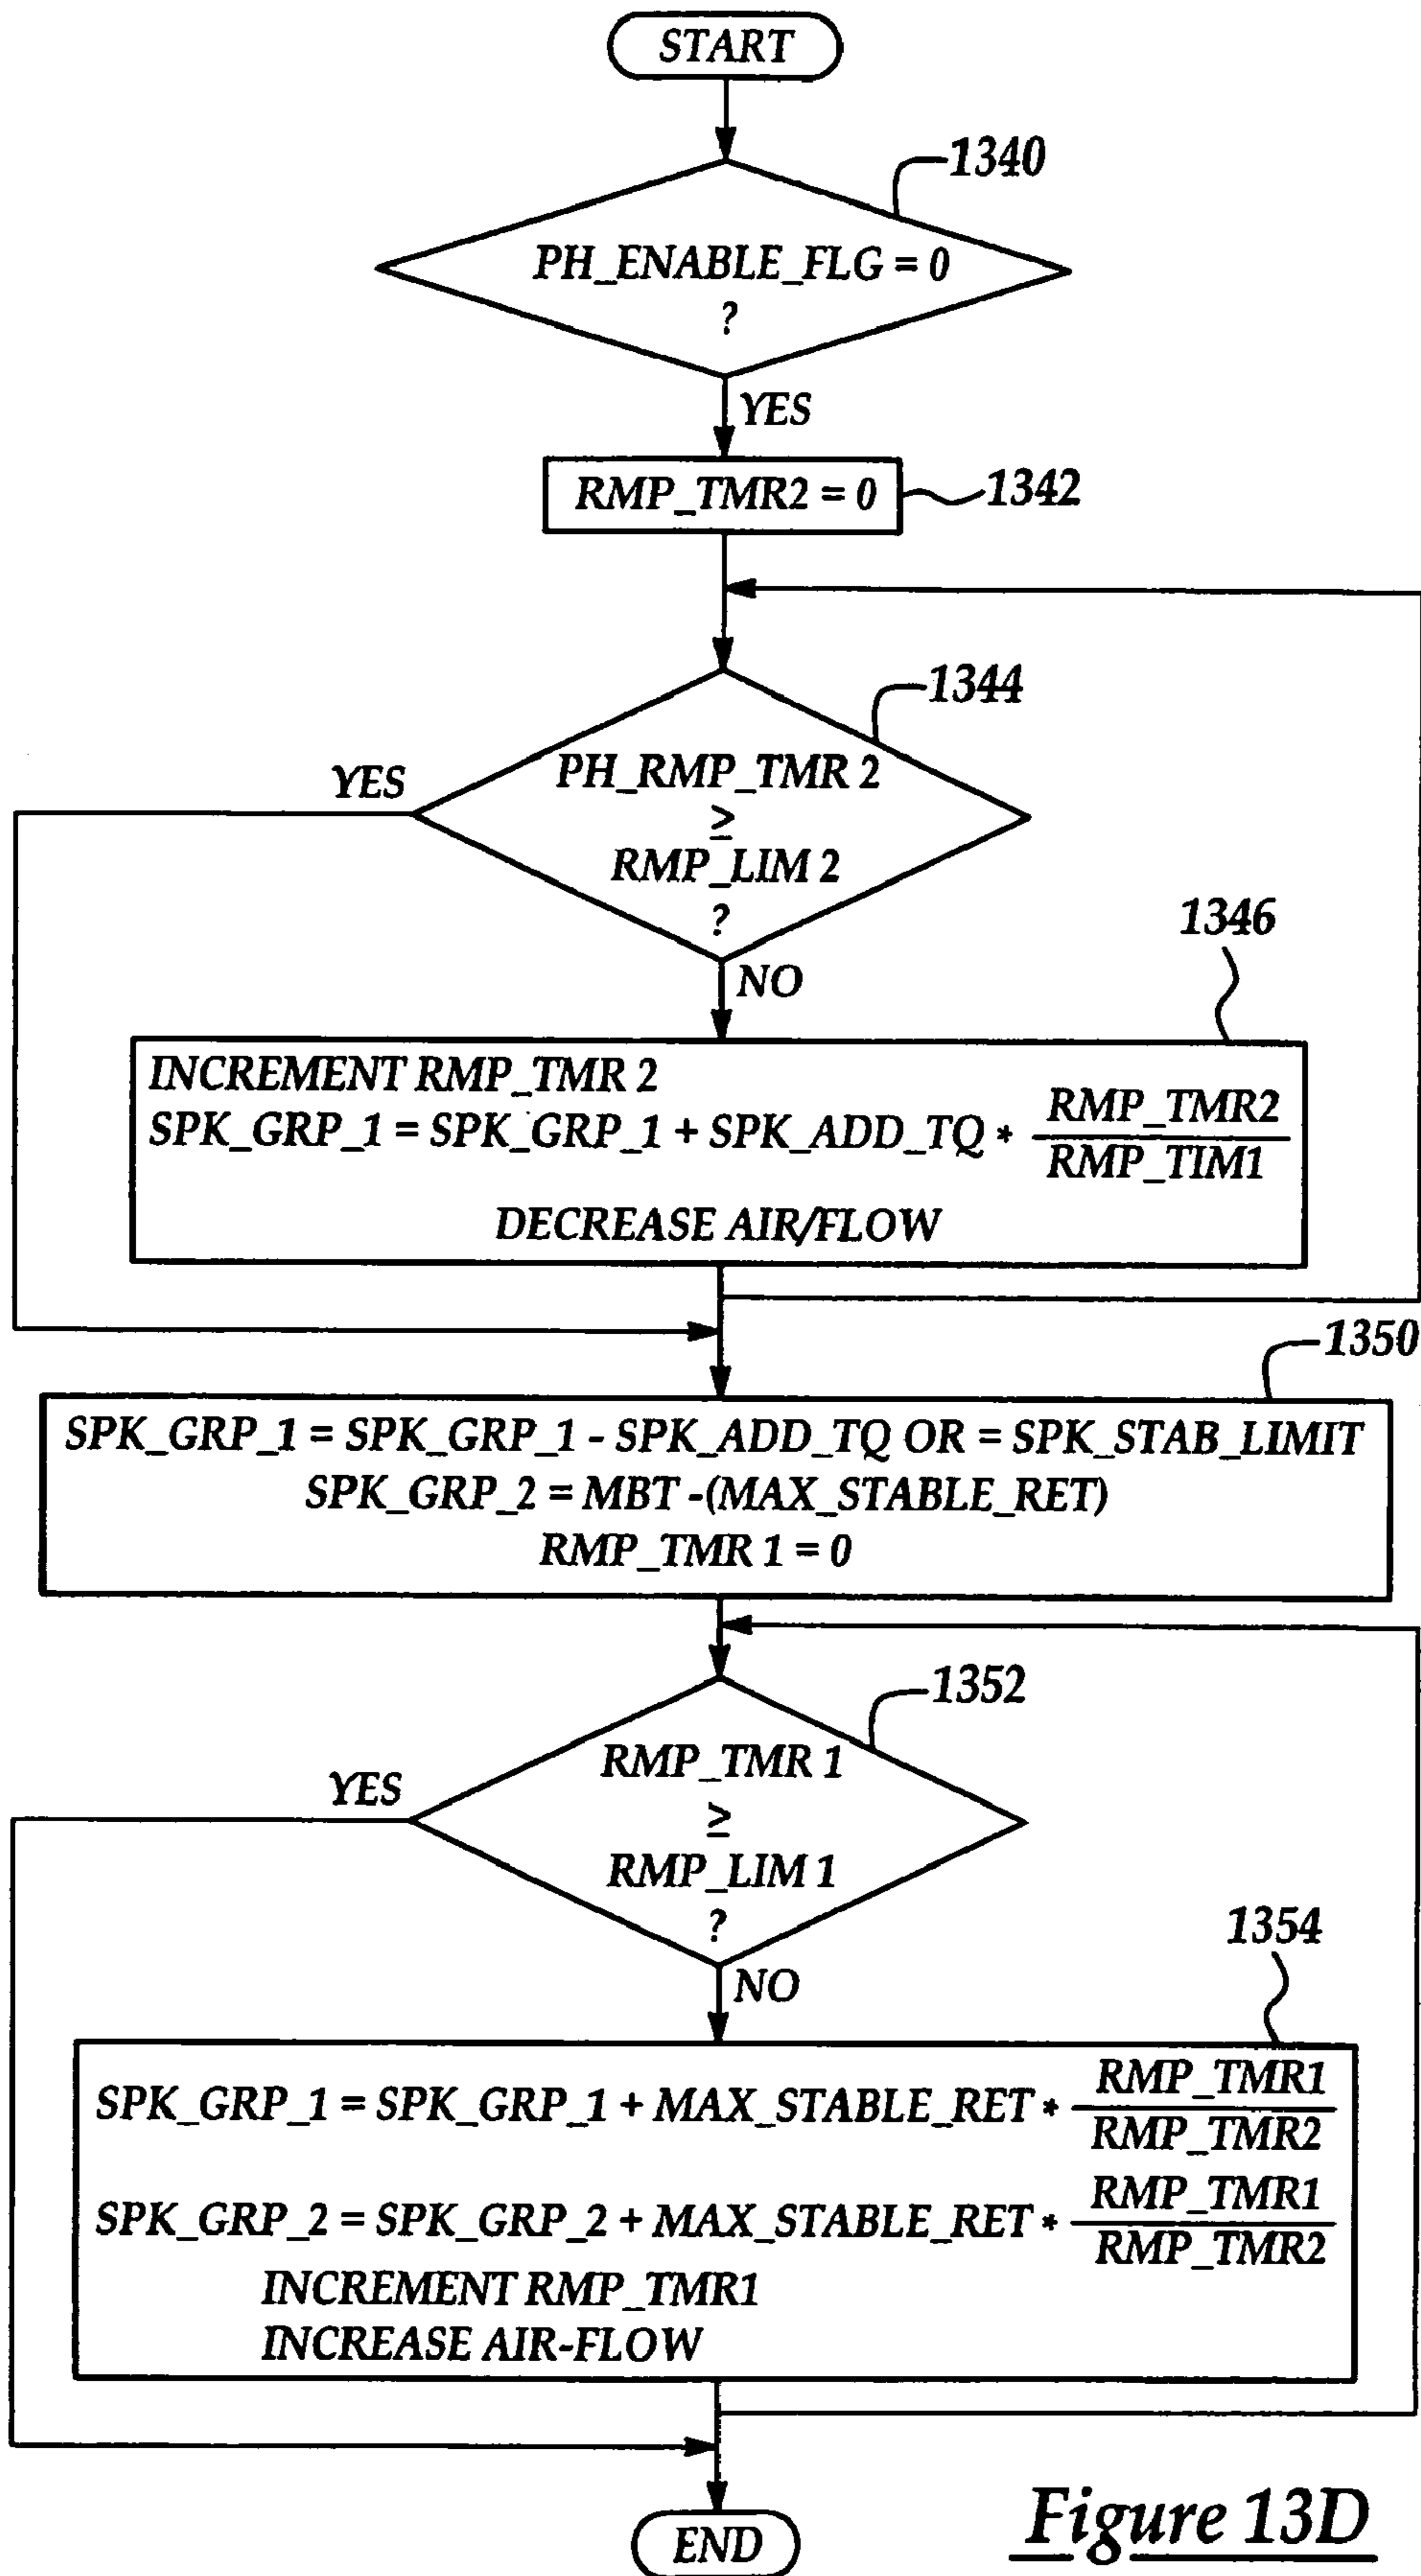 START
1340
PH_ENABLE_FLG = 0
?
YES
RMP_TMR2 = 0
1342
1344
YES
PH_RMP_TMR 2
≥
RMP_LIM 2
?
NO
1346
INCREMENT RMP_TMR 2
SPK_GRP_1 = SPK_GRP_1 + SPK_ADD_TQ * RMP_TMR2
RMP_TIM1
DECREASE AIR/FLOW
1350
SPK_GRP_1 = SPK_GRP_1 - SPK_ADD_TQ OR = SPK_STAB_LIMIT
SPK_GRP_2 = MBT -(MAX_STABLE_RET)
RMP_TMR 1 = 0
1352
YES
RMP_TMR 1
≥
RMP_LIM 1
?
NO
1354
SPK_GRP_1 = SPK_GRP_1 + MAX_STABLE_RET * RMP_TMR1
RMP_TMR2
SPK_GRP_2 = SPK_GRP_2 + MAX_STABLE_RET * RMP_TMR1
RMP_TMR2
INCREMENT RMP_TMR1
INCREASE AIR-FLOW
END
Figure 13D